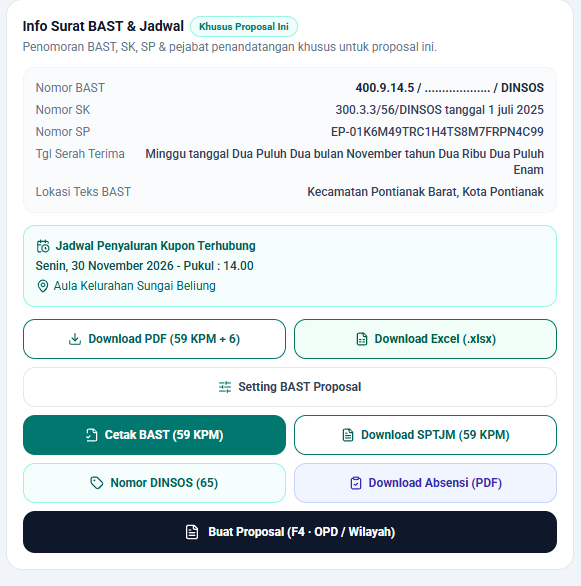 Info Surat BAST & Jadwal Khusus Proposal Ini
Penomoran BAST, SK, SP & pejabat penandatangan khusus untuk proposal ini.
Nomor BAST 400.9.14.5 / ................... / DINSOS
Nomor SK 300.3.3/56/DINSOS tanggal 1 juli 2025
Nomor SP EP-01K6M49TRC1H4TS8M7FRPN4C99
Tgl Serah Terima Minggu tanggal Dua Puluh Dua bulan November tahun Dua Ribu Dua Puluh
Enam
Lokasi Teks BAST Kecamatan Pontianak Barat, Kota Pontianak
Jadwal Penyaluran Kupon Terhubung
Senin, 30 November 2026 - Pukul : 14.00
Aula Kelurahan Sungai Beliung
Download PDF (59 KPM + 6) Download Excel (.xlsx)
Setting BAST Proposal
Cetak BAST (59 KPM) Download SPTJM (59 KPM)
Nomor DINSOS (65) Download Absensi (PDF)
Buat Proposal (F4 · OPD / Wilayah)